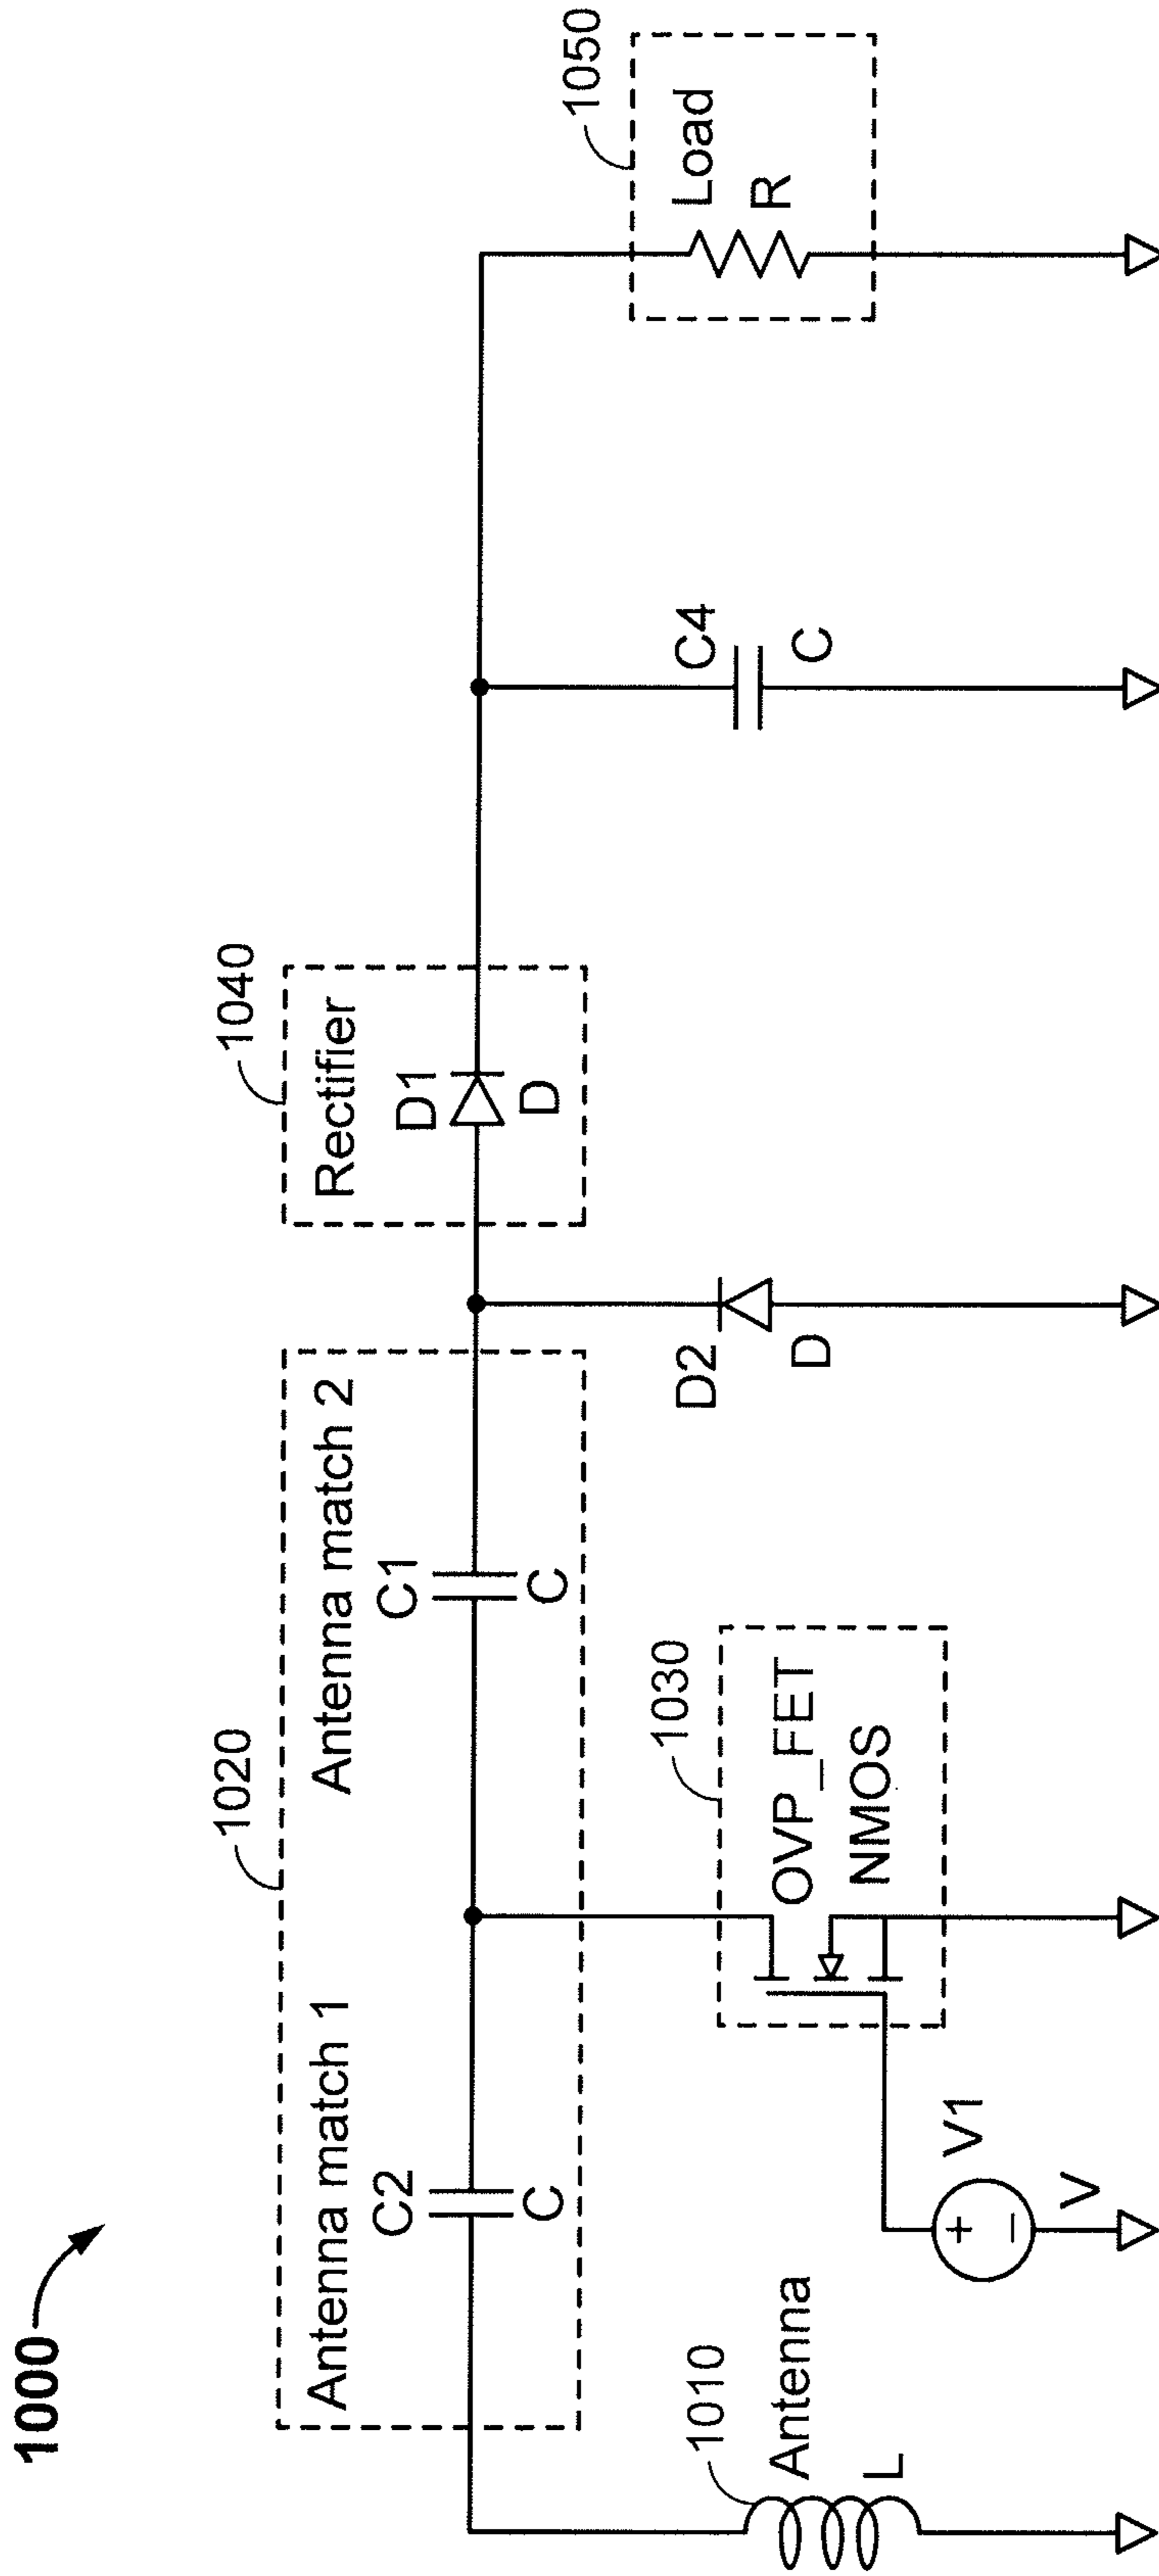 1000
1020
Antenna match 1
Antenna match 2
C2
C
C1
C
1040
Rectifier
D1
D
1010
Antenna
L
V1
+
−
V
1030
OVP_FET
NMOS
D2
D
C4
C
1050
Load
R